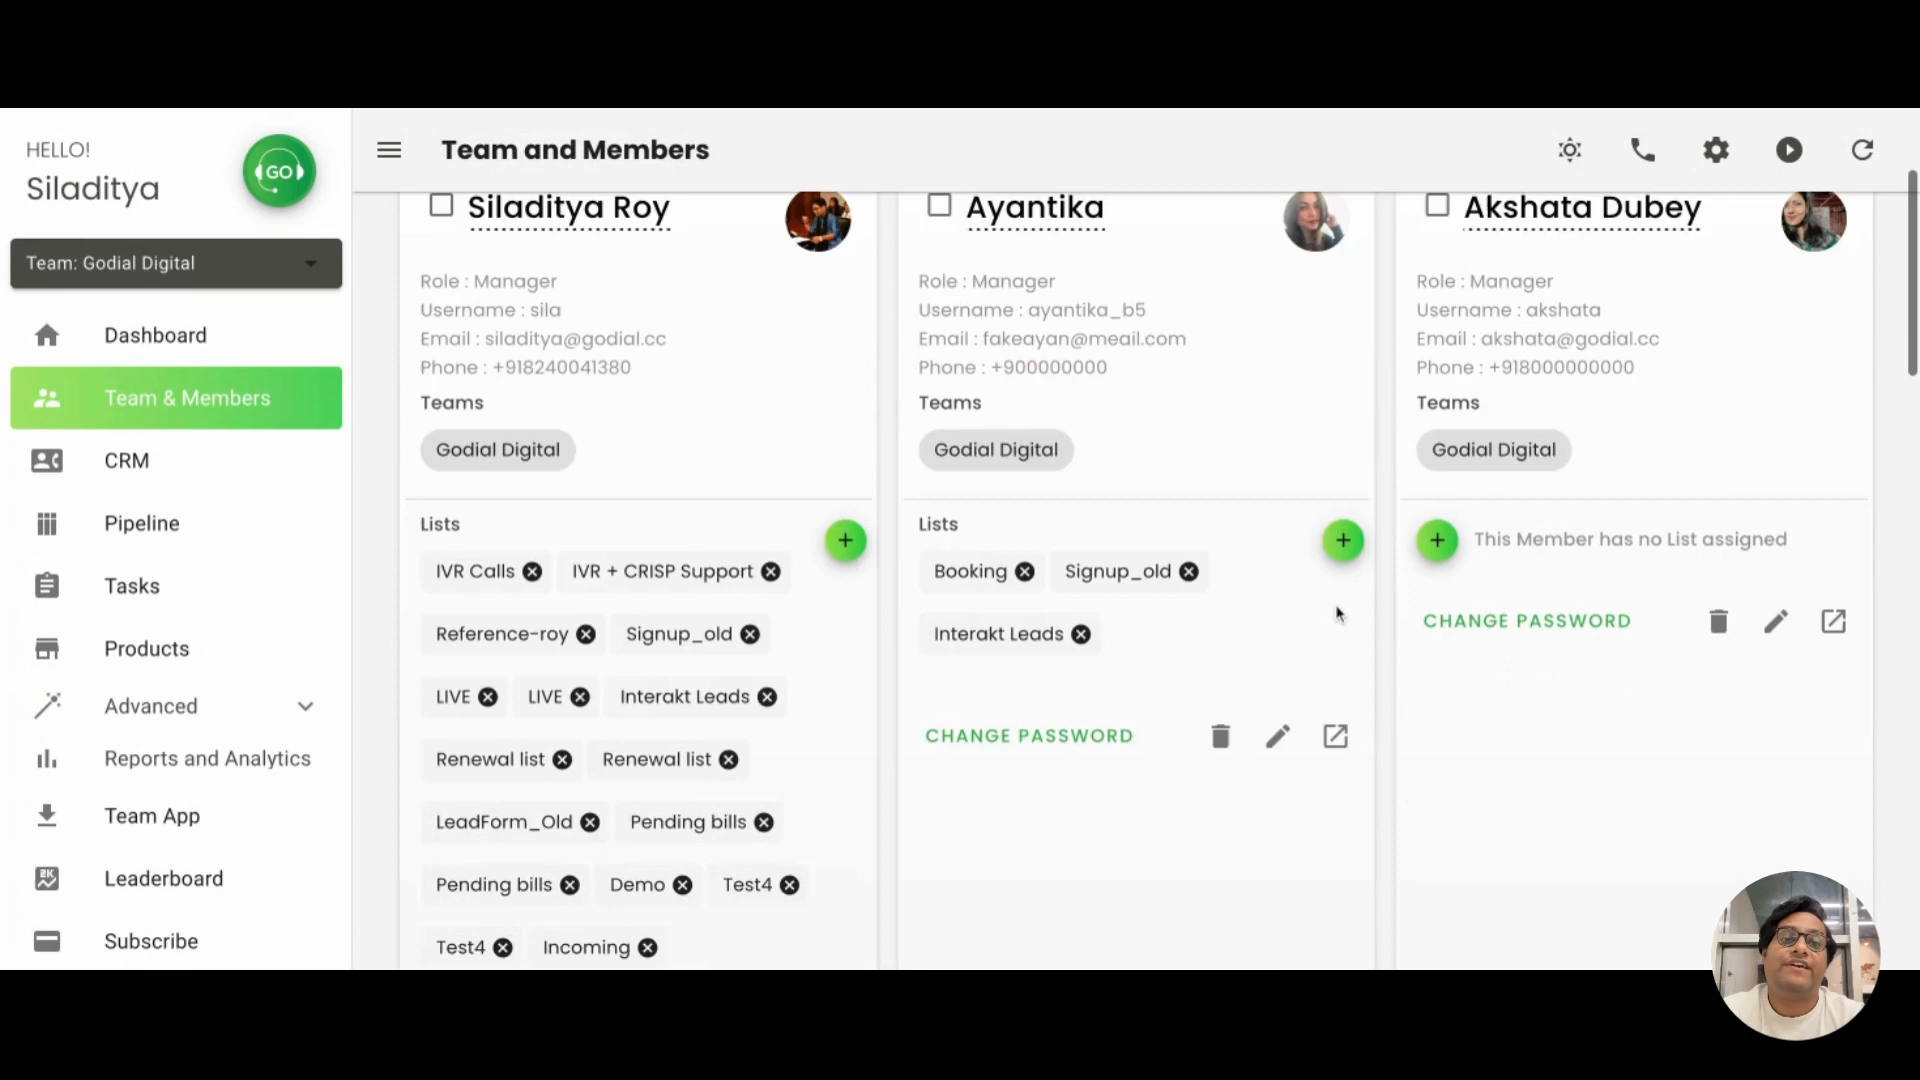 HELLO!
Siladitya
GO
Team: Godial Digital
Dashboard
Team & Members
CRM
Pipeline
Tasks
Products
Advanced
Reports and Analytics
Team App
2K
Leaderboard
Subscribe
Team and Members
Siladitya Roy
Role : Manager
Username : sila
Email : siladitya@godial.cc
Phone : +918240041380
Teams
Godial Digital
Lists
IVR Calls IVR + CRISP Support
Reference-roy Signup_old
LIVE LIVE Interakt Leads
Renewal list Renewal list
LeadForm_Old Pending bills
Pending bills Demo Test4
Test4 Incoming
Ayantika
Role : Manager
Username : ayantika_b5
Email : fakeayan@meail.com
Phone : +900000000
Teams
Godial Digital
Lists
Booking Signup_old
Interakt Leads
CHANGE PASSWORD
Akshata Dubey
Role : Manager
Username : akshata
Email : akshata@godial.cc
Phone : +918000000000
Teams
Godial Digital
This Member has no List assigned
CHANGE PASSWORD